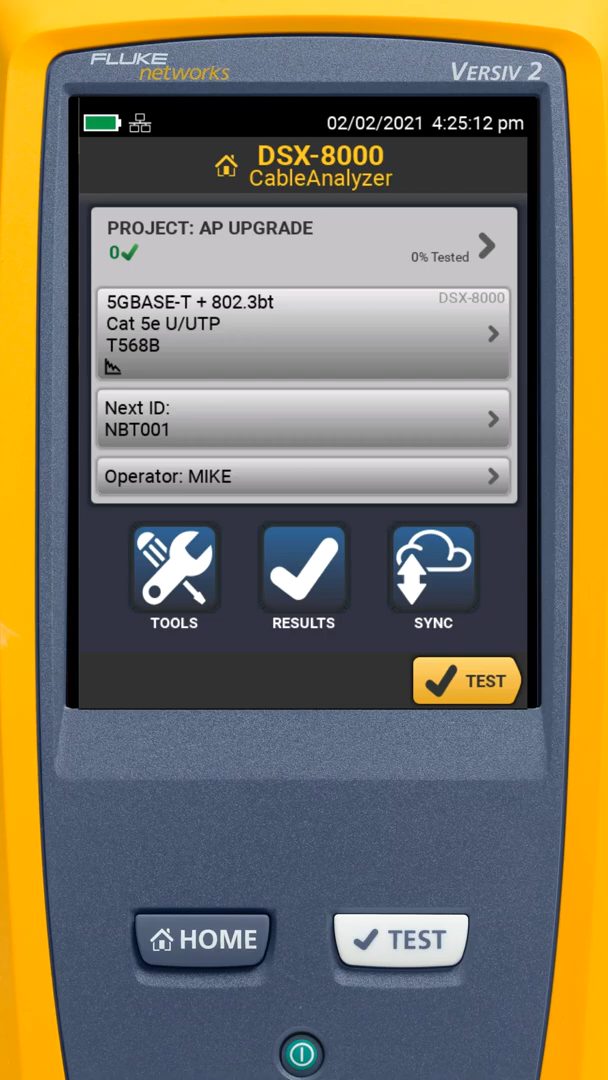 FLUKE
networks
VERSIV 2
02/02/2021 4:25:12 pm
DSX-8000
CableAnalyzer
PROJECT: AP UPGRADE
0
0% Tested
5GBASE-T + 802.3bt
DSX-8000
Cat 5e U/UTP
T568B
Next ID:
NBT001
Operator: MIKE
TOOLS
RESULTS
SYNC
TEST
HOME
TEST